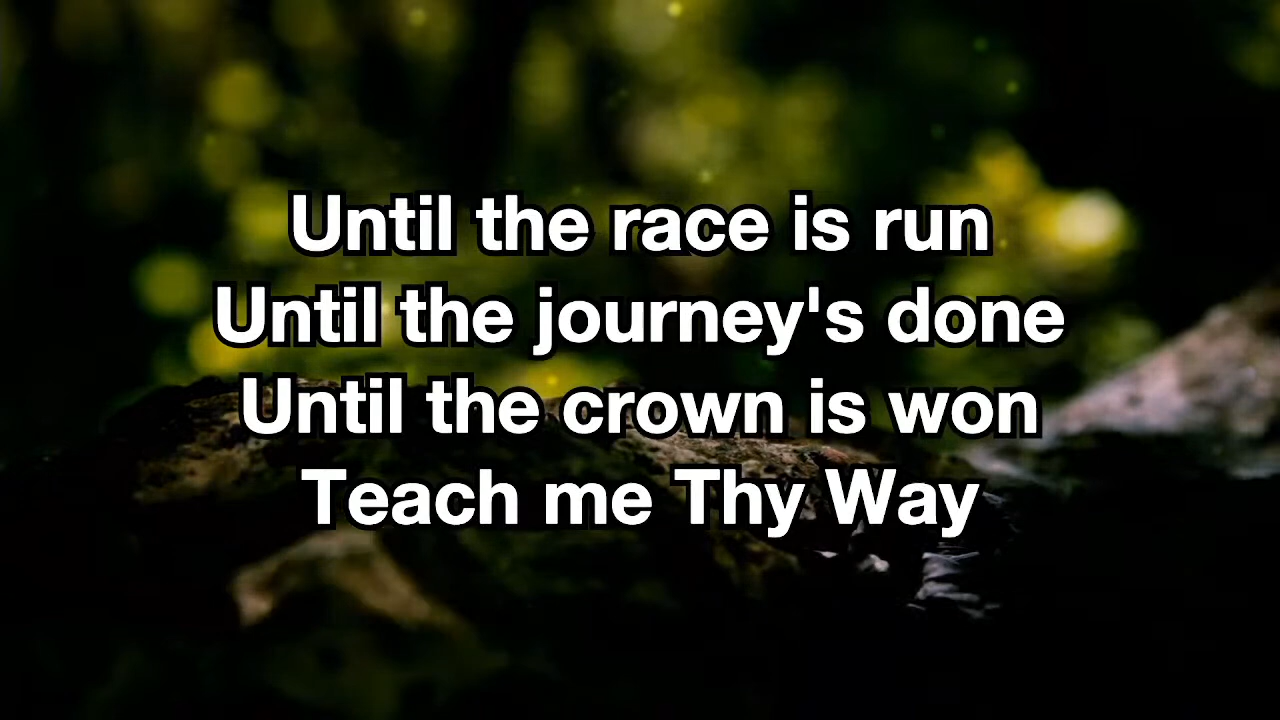 Until the race is run
Until the journey's done
Until the crown is won
Teach me Thy Way